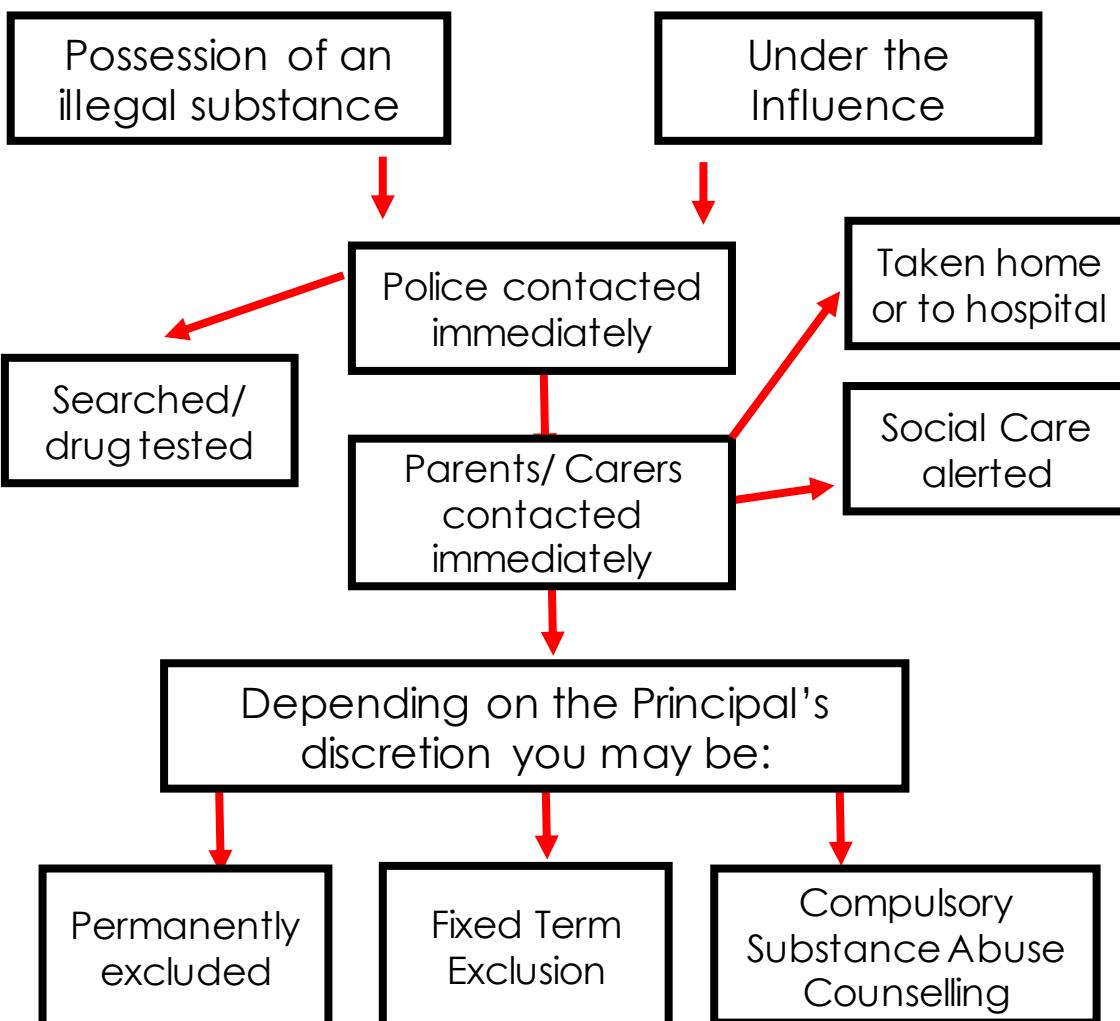 Possession of an
illegal substance
Under the
Influence
Police contacted
immediately
Taken home
or to hospital
Searched/
drug tested
Social Care
alerted
Parents/ Carers
contacted
immediately
Depending on the Principal’s
discretion you may be:
Permanently
excluded
Fixed Term
Exclusion
Compulsory
Substance Abuse
Counselling